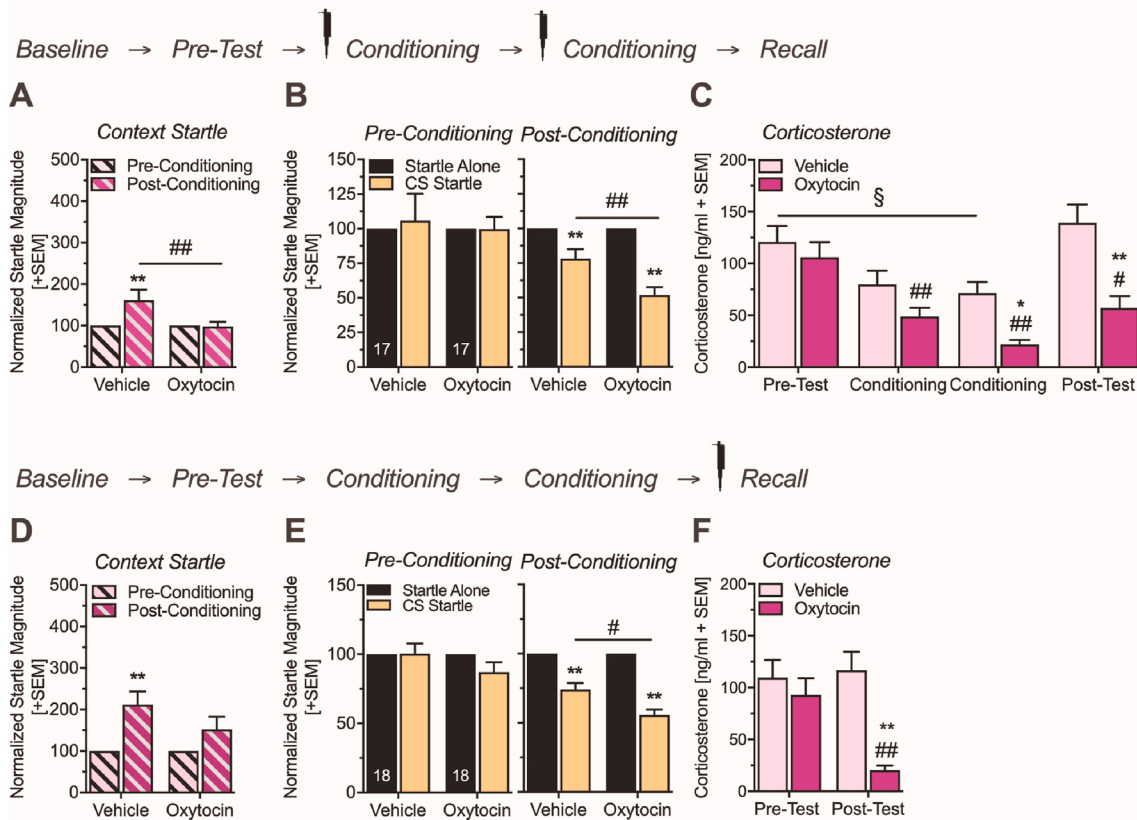 Baseline → Pre-Test → Conditioning → Conditioning → Recall
A
Context Startle
Normalized Startle Magnitude
[+SEM]
500
400
300
200
100
0
Pre-Conditioning
Post-Conditioning
**
##
Vehicle
Oxytocin
B
Pre-Conditioning
Post-Conditioning
Normalized Startle Magnitude
[+SEM]
150
125
100
75
50
25
0
Startle Alone
CS Startle
17
17
**
##
**
Vehicle
Oxytocin
Vehicle
Oxytocin
C
Corticosterone
Corticosterone [ng/ml + SEM]
200
150
100
50
0
Vehicle
Oxytocin
§
##
*
##
**
#
Pre-Test
Conditioning
Conditioning
Post-Test
Baseline → Pre-Test → Conditioning → Conditioning → Recall
D
Context Startle
Normalized Startle Magnitude
[+SEM]
500
400
300
200
100
0
Pre-Conditioning
Post-Conditioning
**
Vehicle
Oxytocin
E
Pre-Conditioning
Post-Conditioning
Normalized Startle Magnitude
[+SEM]
150
125
100
75
50
25
0
Startle Alone
CS Startle
18
18
**
#
**
Vehicle
Oxytocin
Vehicle
Oxytocin
F
Corticosterone
Corticosterone [ng/ml + SEM]
200
150
100
50
0
Vehicle
Oxytocin
**
##
Pre-Test
Post-Test